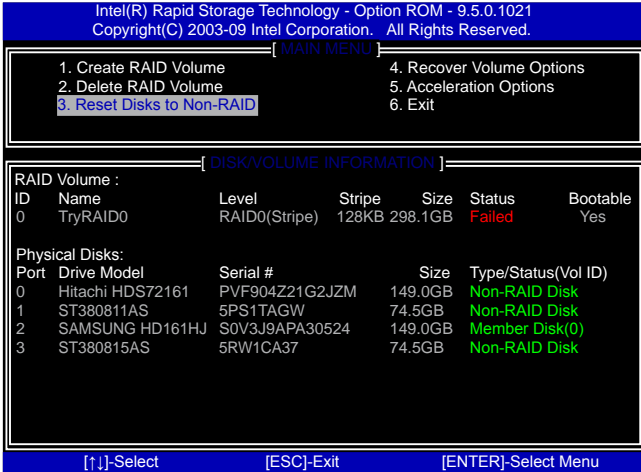 Intel(R) Rapid Storage Technology - Option ROM - 9.5.0.1021
Copyright(C) 2003-09 Intel Corporation. All Rights Reserved.
[ MAIN MENU ]
1. Create RAID Volume 4. Recover Volume Options
2. Delete RAID Volume 5. Acceleration Options
3. Reset Disks to Non-RAID 6. Exit
[ DISK/VOLUME INFORMATION ]
RAID Volume :
ID Name Level Stripe Size Status Bootable
0 TryRAID0 RAID0(Stripe) 128KB 298.1GB Failed Yes
Physical Disks:
Port Drive Model Serial # Size Type/Status(Vol ID)
0 Hitachi HDS72161 PVF904Z21G2JZM 149.0GB Non-RAID Disk
1 ST380811AS 5PS1TAGW 74.5GB Non-RAID Disk
2 SAMSUNG HD161HJ S0V3J9APA30524 149.0GB Member Disk(0)
3 ST380815AS 5RW1CA37 74.5GB Non-RAID Disk
[↑↓]-Select [ESC]-Exit [ENTER]-Select Menu